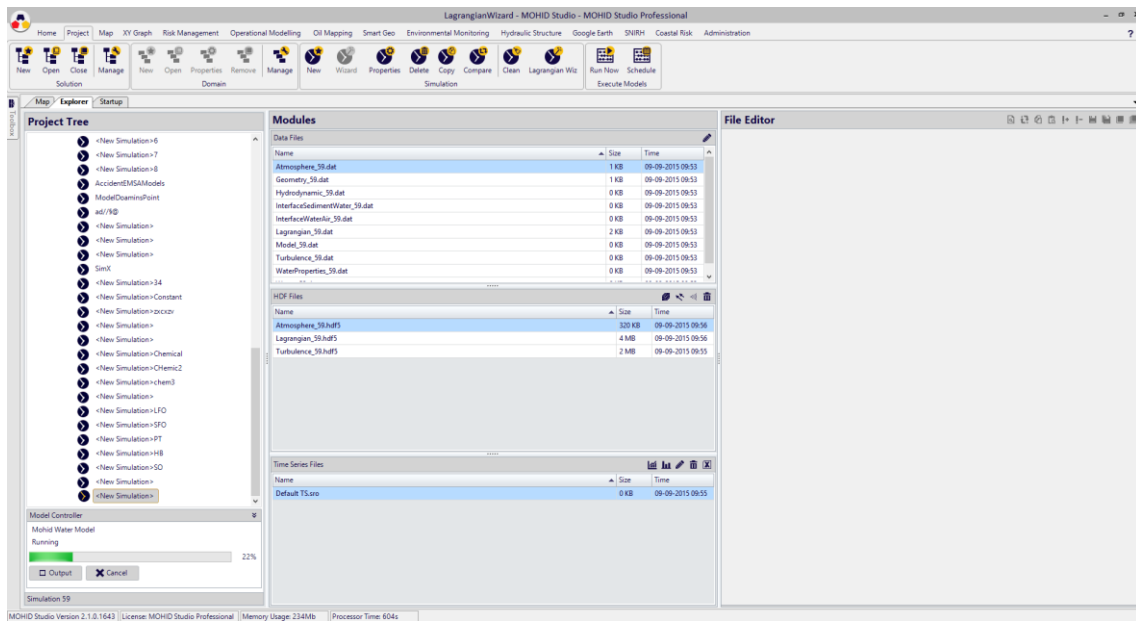 LagrangianWizard - MOHID Studio - MOHID Studio Professional
Home Project Map XY Graph Risk Management Operational Modelling Oil Mapping Smart Geo Environmental Monitoring Hydraulic Structure Google Earth SNIRH Coastal Risk Administration ?
New Open Close Manage New Open Properties Remove Manage New Wizard Properties Delete Copy Compare Clean Lagrangian Wiz Run Now Schedule
Solution Domain Simulation Execute Models
Map Explorer Startup
Toolbox
Project Tree
<New Simulation>6
<New Simulation>7
<New Simulation>8
AccidentEMSAModels
ModelDoaminsPoint
ad//§@
<New Simulation>
<New Simulation>
<New Simulation>
SimX
<New Simulation>34
<New Simulation>Constant
<New Simulation>zxcxzv
<New Simulation>
<New Simulation>
<New Simulation>Chemical
<New Simulation>CHemic2
<New Simulation>chem3
<New Simulation>
<New Simulation>LFO
<New Simulation>SFO
<New Simulation>PT
<New Simulation>HB
<New Simulation>SO
<New Simulation>
<New Simulation>
Model Controller
Mohid Water Model
Running
22%
Output Cancel
Simulation 59
Modules
Data Files
Name Size Time
Atmosphere_59.dat 1 KB 09-09-2015 09:53
Geometry_59.dat 1 KB 09-09-2015 09:53
Hydrodynamic_59.dat 0 KB 09-09-2015 09:53
InterfaceSedimentWater_59.dat 0 KB 09-09-2015 09:53
InterfaceWaterAir_59.dat 0 KB 09-09-2015 09:53
Lagrangian_59.dat 2 KB 09-09-2015 09:53
Model_59.dat 0 KB 09-09-2015 09:53
Turbulence_59.dat 0 KB 09-09-2015 09:53
WaterProperties_59.dat 0 KB 09-09-2015 09:53
HDF Files
Name Size Time
Atmosphere_59.hdf5 320 KB 09-09-2015 09:56
Lagrangian_59.hdf5 4 MB 09-09-2015 09:56
Turbulence_59.hdf5 2 MB 09-09-2015 09:55
Time Series Files
Name Size Time
Default TS.sro 0 KB 09-09-2015 09:55
File Editor
MOHID Studio Version 2.1.0.1643 License: MOHID Studio Professional Memory Usage: 234Mb Processor Time: 604s